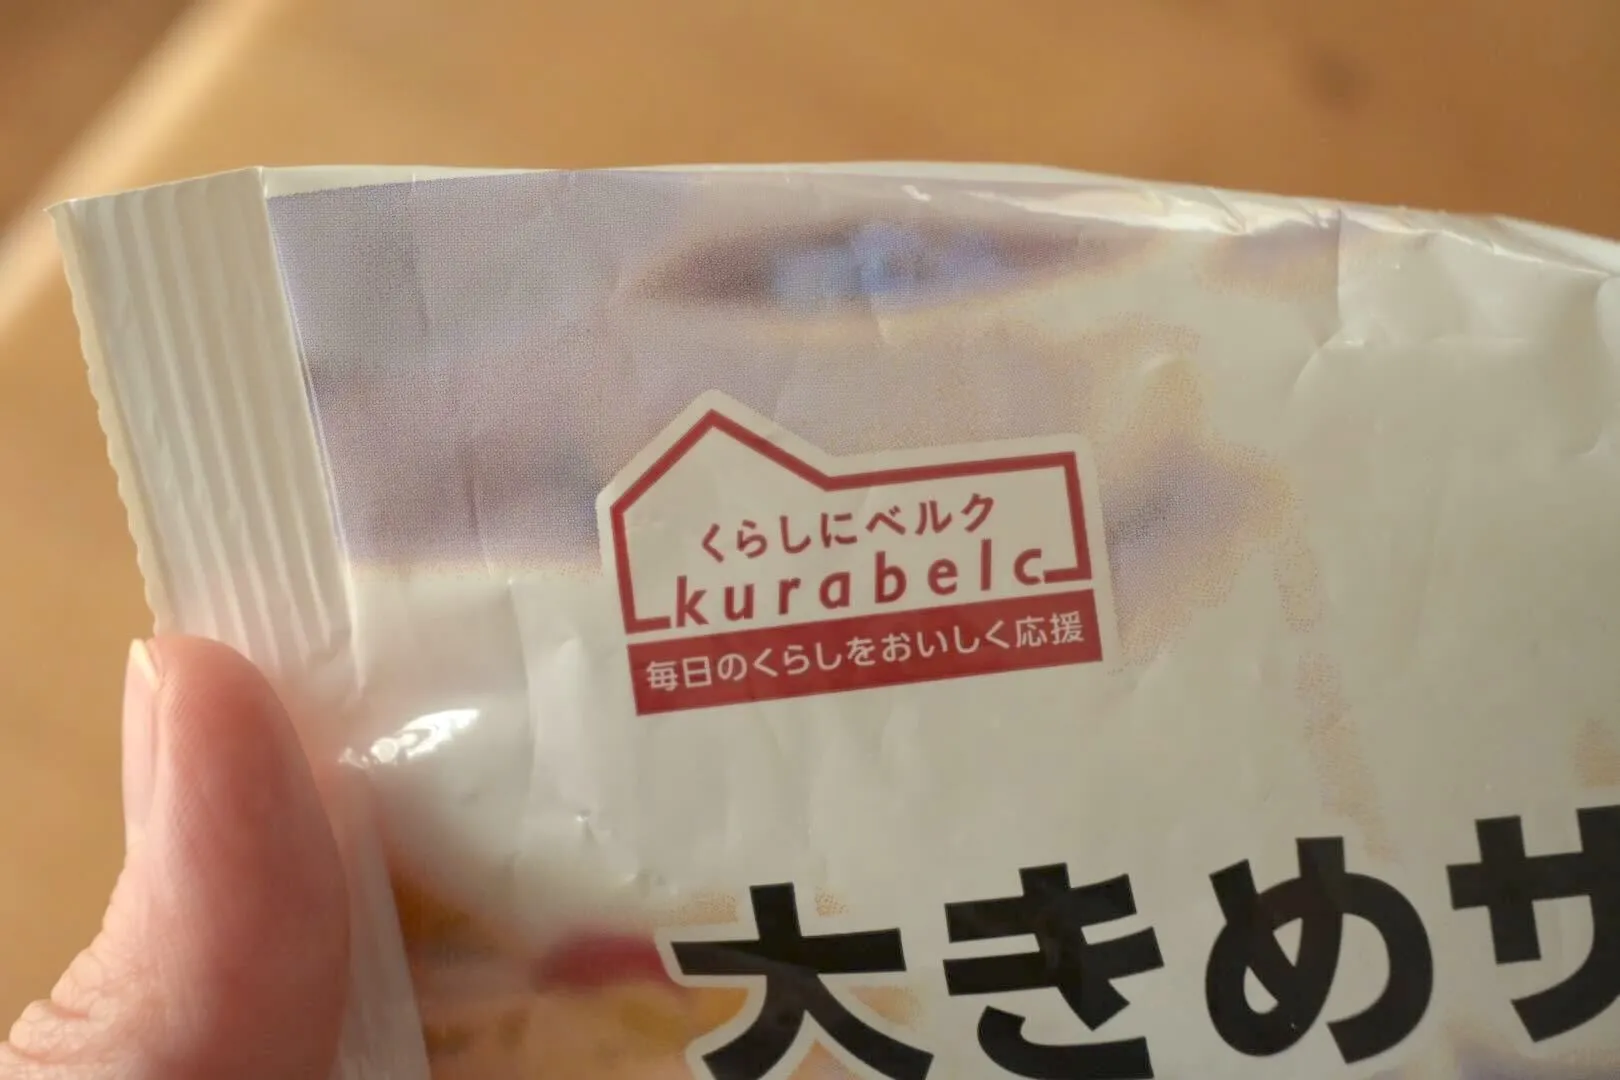 くらしにベルク
kurabelc
毎日のくらしをおいしく応援
大きめサ